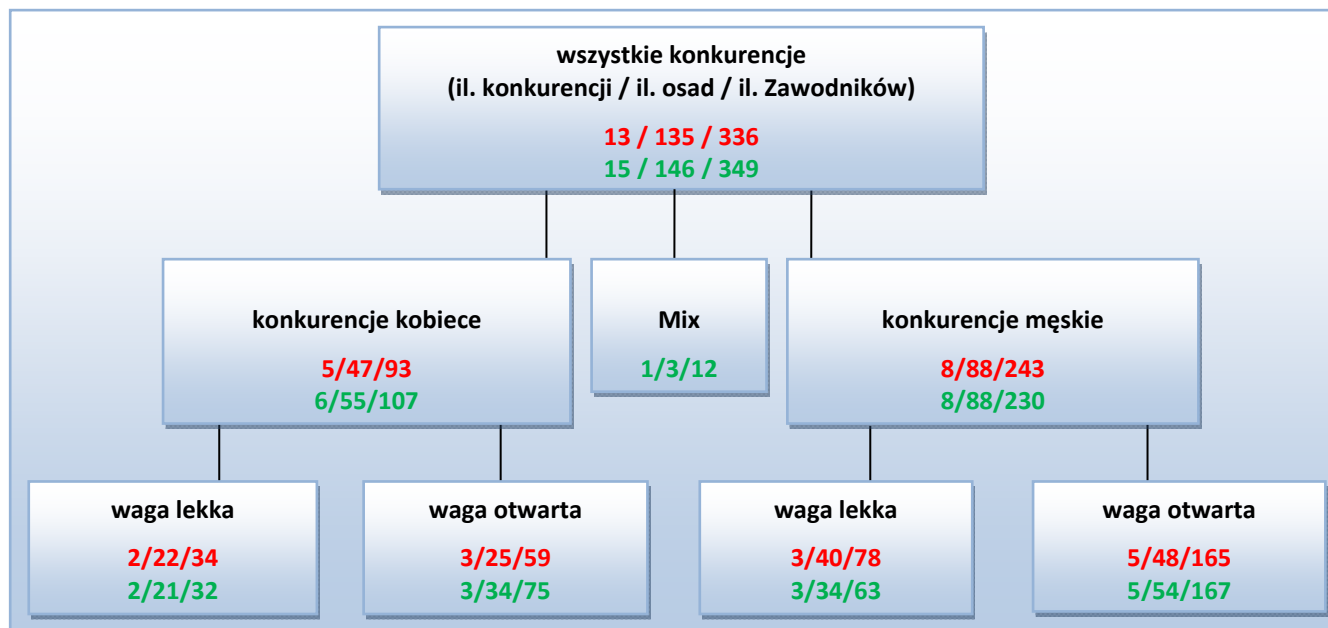 wszystkie konkurencje
(il. konkurencji / il. osad / il. Zawodników)
13 / 135 / 336
15 / 146 / 349
konkurencje kobiece
5/47/93
6/55/107
Mix
1/3/12
konkurencje męskie
8/88/243
8/88/230
waga lekka
2/22/34
2/21/32
waga otwarta
3/25/59
3/34/75
waga lekka
3/40/78
3/34/63
waga otwarta
5/48/165
5/54/167